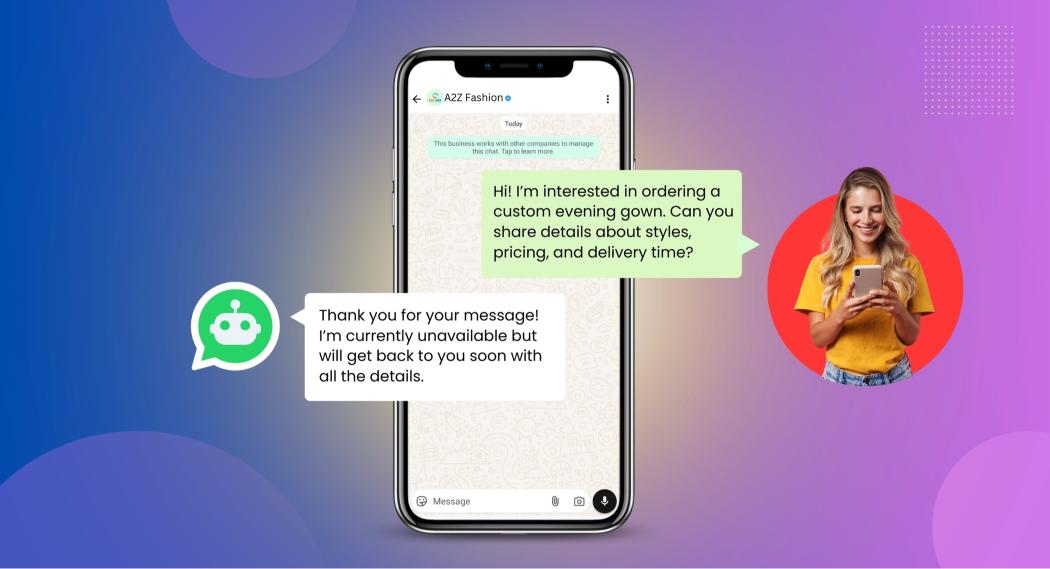 A2Z Fashion
Today
This business works with other companies to manage
this chat. Tap to learn more.
Hi! I’m interested in ordering a
custom evening gown. Can you
share details about styles,
pricing, and delivery time?
Thank you for your message!
I’m currently unavailable but
will get back to you soon with
all the details.
Message